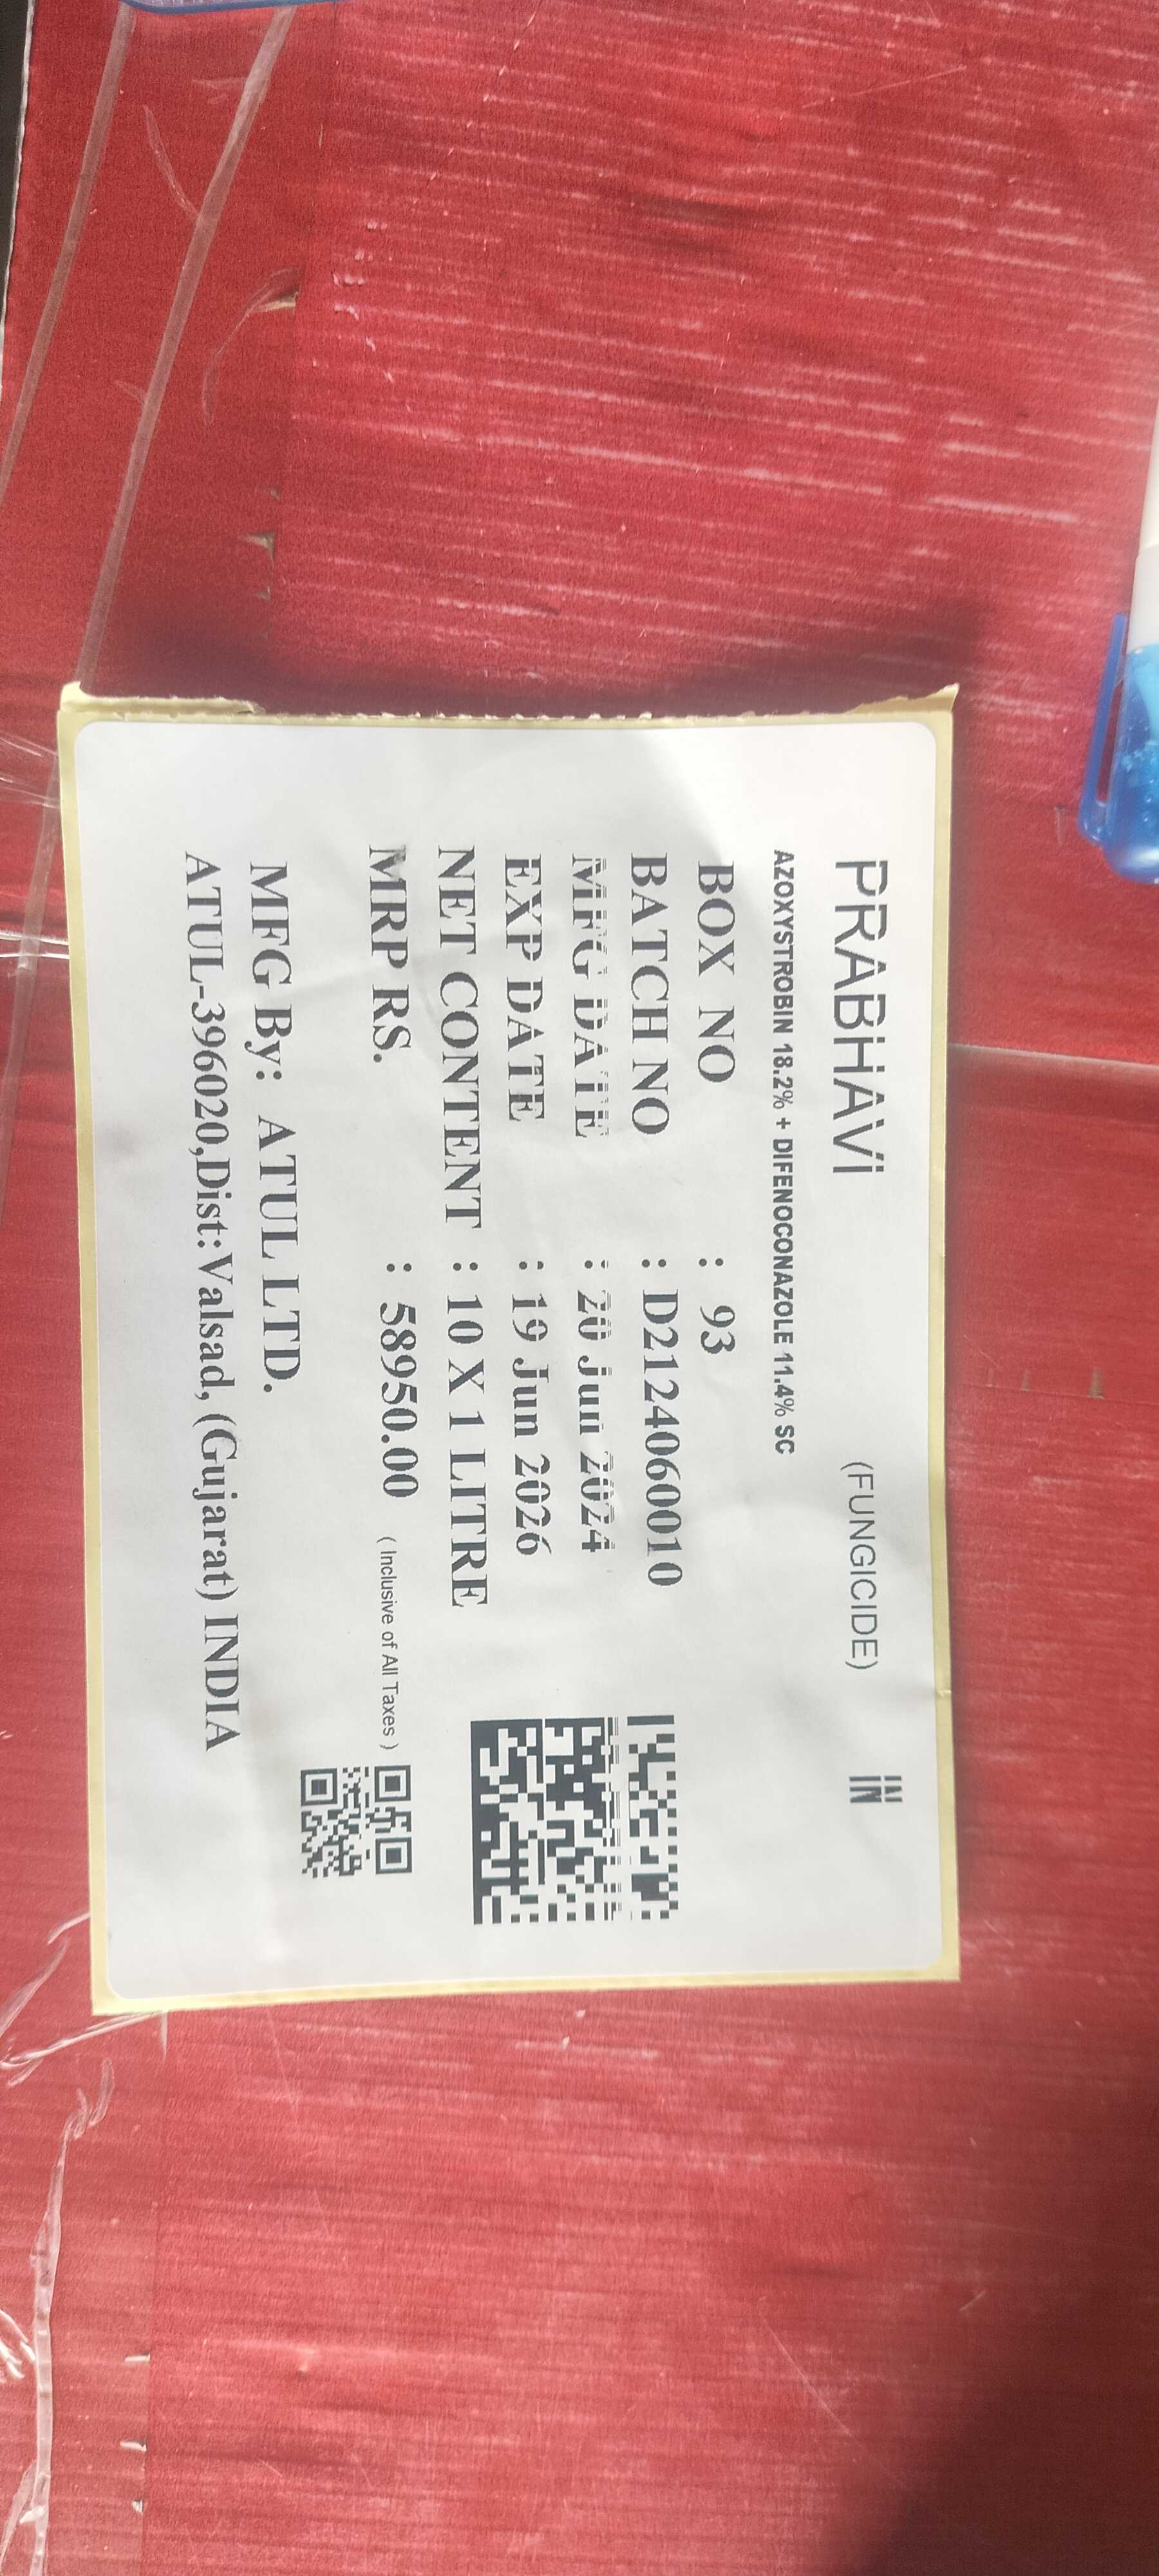 PRABHAVI (FUNGICIDE) IN
AZOXYSTROBIN 18.2% + DIFENOCONAZOLE 11.4% SC
BOX NO : 93
BATCH NO : D2124060010
MFG DATE : 20 Jun 2024
EXP DATE : 19 Jun 2026
NET CONTENT : 10 X 1 LITRE
MRP RS. : 58950.00 ( Inclusive of All Taxes )
MFG By: ATUL LTD.
ATUL-396020,Dist:Valsad, (Gujarat) INDIA